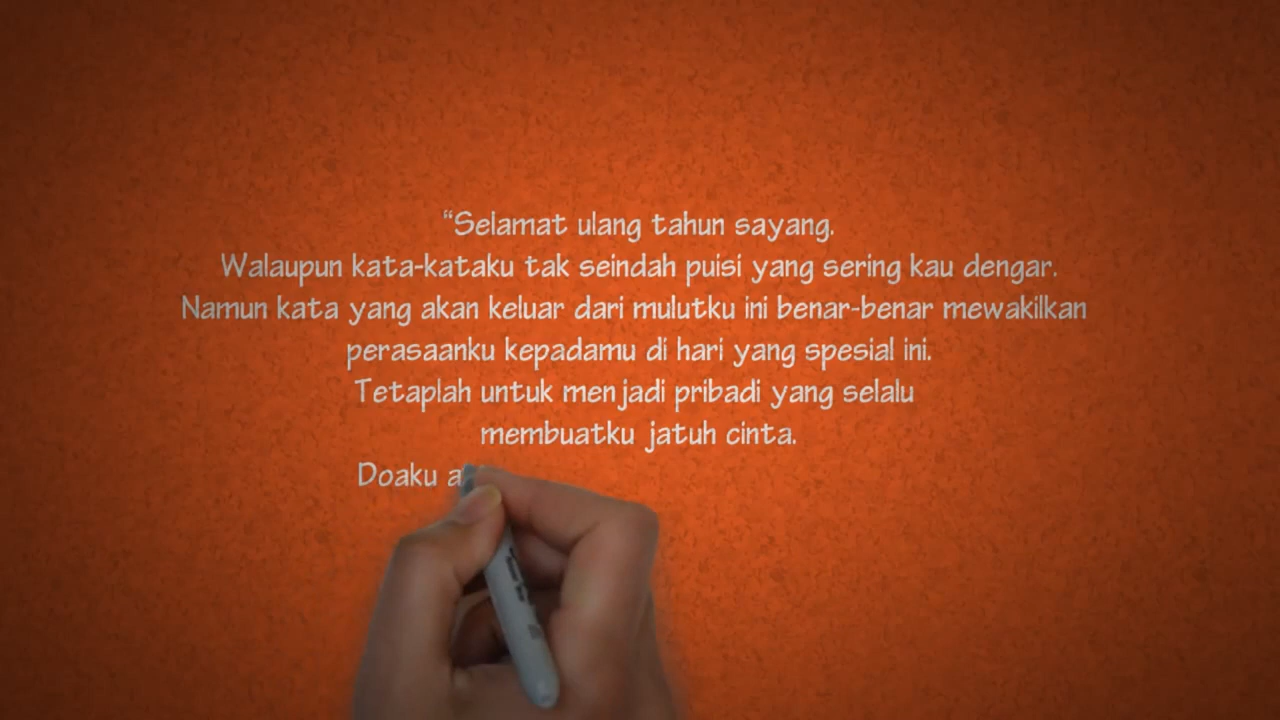 “Selamat ulang tahun sayang.
Walaupun kata-kataku tak seindah puisi yang sering kau dengar.
Namun kata yang akan keluar dari mulutku ini benar-benar mewakilkan
perasaanku kepadamu di hari yang spesial ini.
Tetaplah untuk menjadi pribadi yang selalu
membuatku jatuh cinta.
Doaku